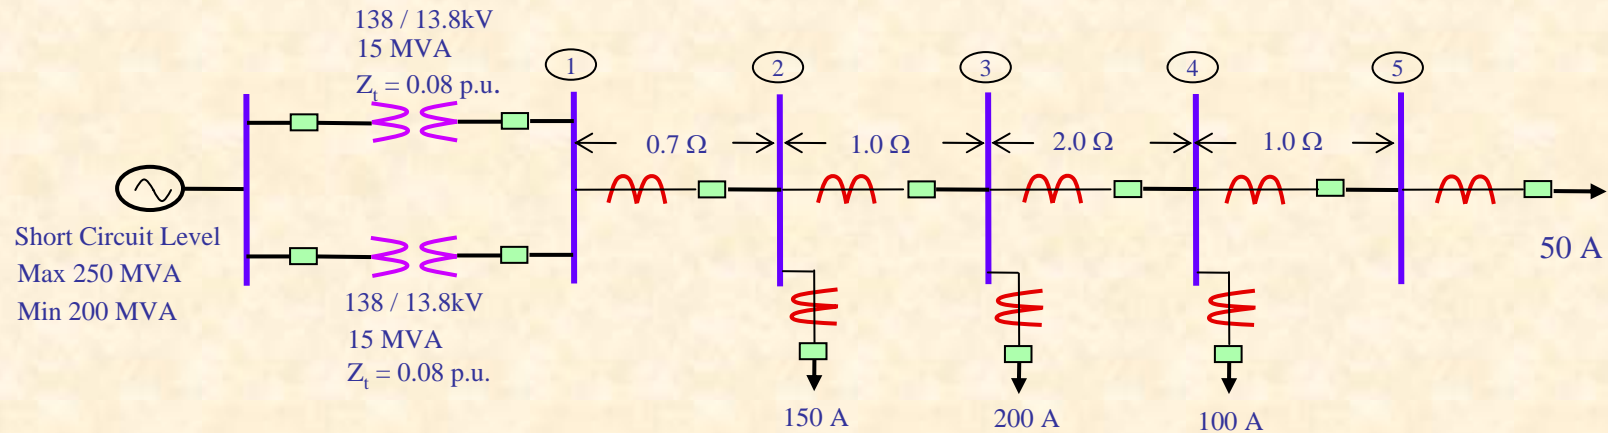 138 / 13.8kV
15 MVA
Zt = 0.08 p.u.
1
2
3
4
5
0.7 Ω
1.0 Ω
2.0 Ω
1.0 Ω
Short Circuit Level
Max 250 MVA
Min 200 MVA
50 A
138 / 13.8kV
15 MVA
Zt = 0.08 p.u.
150 A
200 A
100 A